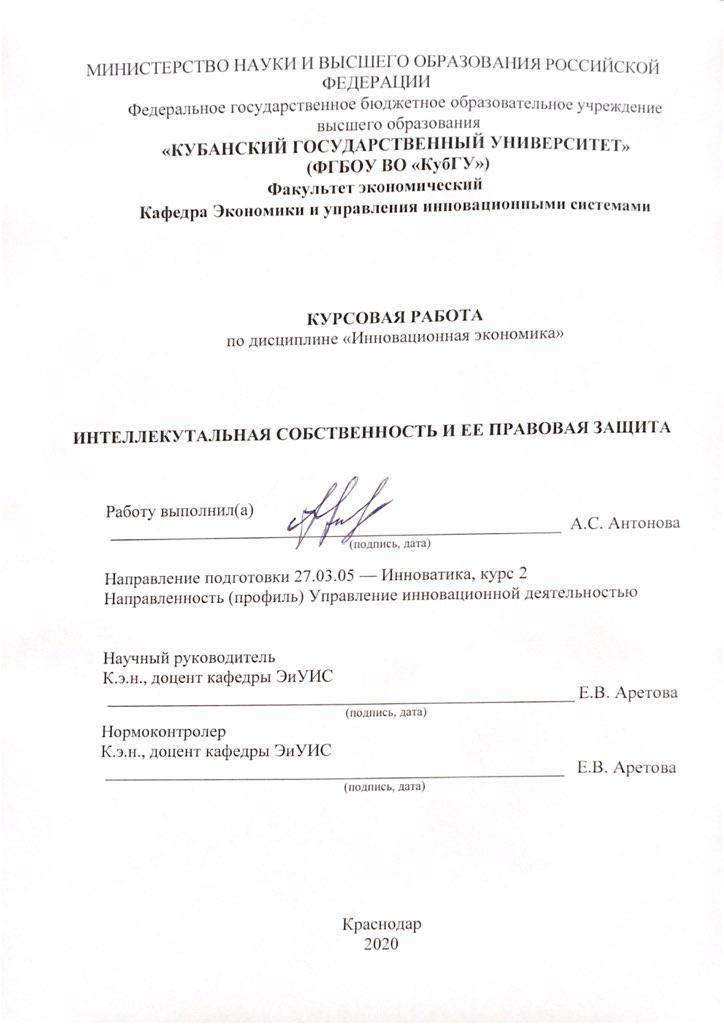 МИНИСТЕРСТВО НАУКИ И ВЫСШЕГО ОБРАЗОВАНИЯ РОССИЙСКОЙ
ФЕДЕРАЦИИ
Федеральное государственное бюджетное образовательное учреждение
высшего образования
«КУБАНСКИЙ ГОСУДАРСТВЕННЫЙ УНИВЕРСИТЕТ»
(ФГБОУ ВО «КубГУ»)
Факультет экономический
Кафедра Экономики и управления инновационными системами
КУРСОВАЯ РАБОТА
по дисциплине «Инновационная экономика»
ИНТЕЛЛЕКУТАЛЬНАЯ СОБСТВЕННОСТЬ И ЕЕ ПРАВОВАЯ ЗАЩИТА
Работу выполнил(а)
А.С. Антонова
(подпись, дата)
Направление подготовки 27.03.05 — Инноватика, курс 2
Направленность (профиль) Управление инновационной деятельностью
Научный руководитель
К.э.н., доцент кафедры ЭиУИС
Е.В. Аретова
(подпись, дата)
Нормоконтролер
К.э.н., доцент кафедры ЭиУИС
Е.В. Аретова
(подпись, дата)
Краснодар
2020